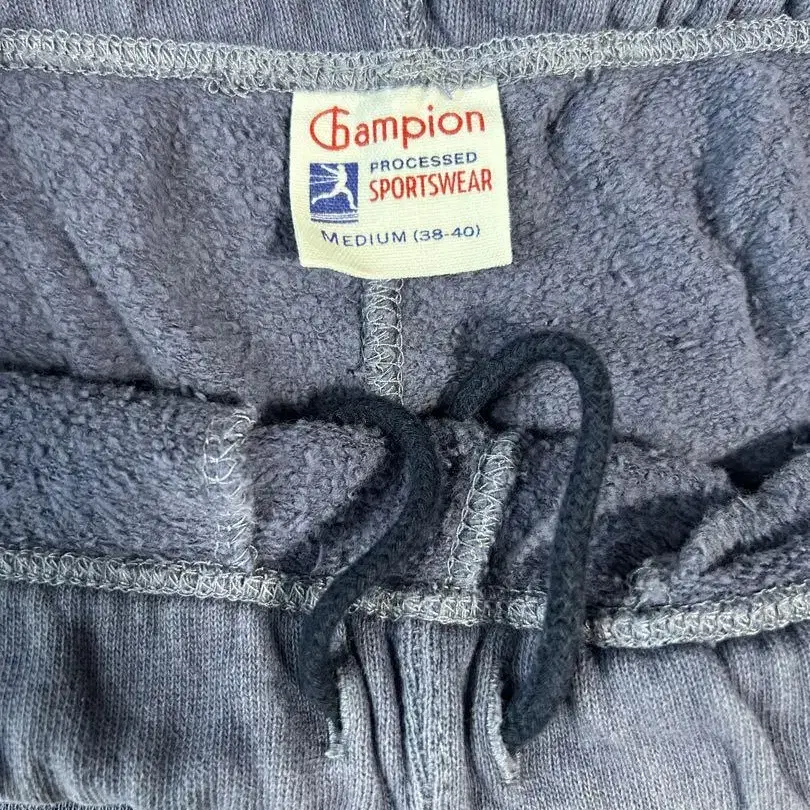 Champion
PROCESSED
SPORTSWEAR
MEDIUM (38-40)